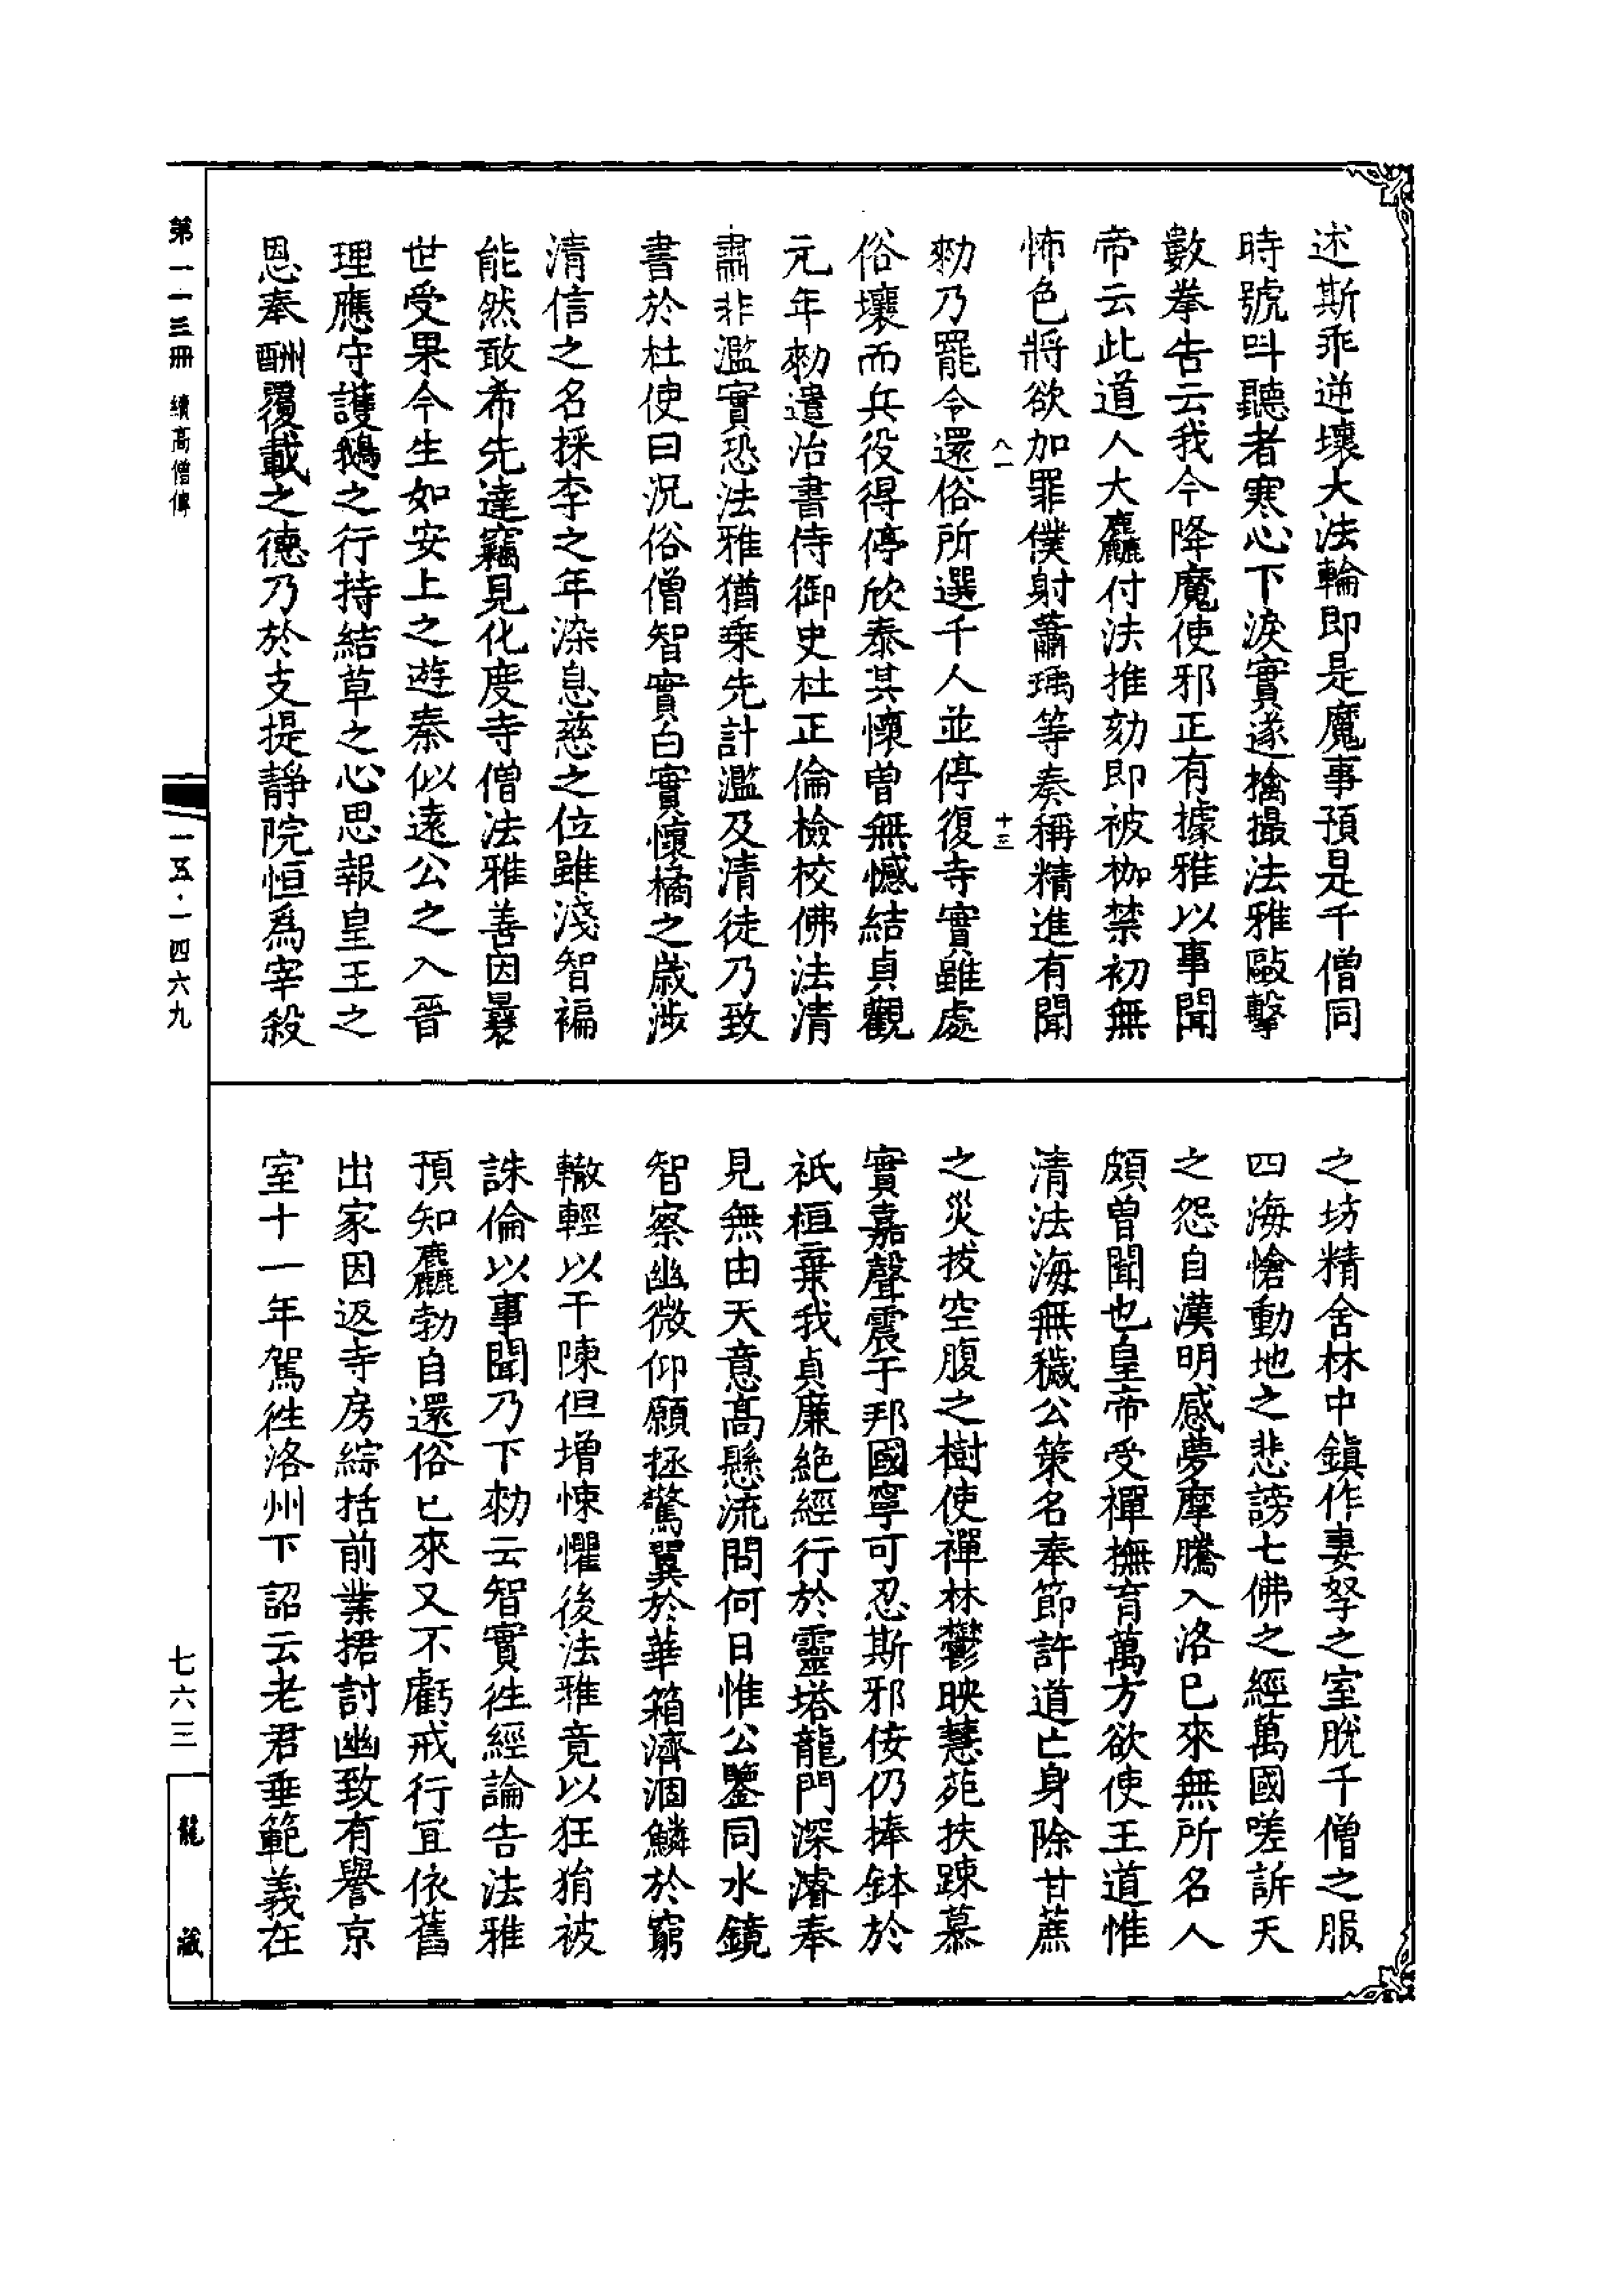 述斯乖逆壞大法輪即是魔事預是千僧同
時號呌聽者寒心下淚實遂擒撮法雅毆擊
數拳告云我今降魔使邪正有據雅以事聞
帝云此道人大麤付法推刻即被枷禁初無
怖色將欲加罪僕射蕭瑀等奏稱精進有聞
八一 十三
勑乃罷令還俗所選千人並停復寺實雖處
俗壤而兵役得停欣泰其懷曽無憾結貞觀
元年勑遣治書侍御史杜正倫檢校佛法清
肅非濫實恐法雅猶乗先計濫及清徒乃致
書於杜使曰況俗僧智實白實懷橘之歲涉
清信之名採李之年染息慈之位雖淺智褊
能然敢希先達竊見化度寺僧法雅善因曩
世受果今生如安上之遊秦似遠公之入晉
理應守護鵝之行持結草之心思報皇王之
恩奉酬覆載之德乃於支提靜院恒爲宰殺
之坊精舍林中鎮作妻孥之室脫千僧之服
四海愴動地之悲謗七佛之經萬國嗟訴天
之怨自漢明感夢摩騰入洛巳來無所名人
頗曽聞也皇帝受禪撫育萬方欲使王道惟
清法海無穢公策名奉節許道亡身除甘蔗
之災拔空腹之樹使禪林鬱映慧苑扶踈慕
實嘉聲震于邦國寧可忍斯邪佞仍捧鉢於
祇桓棄我貞廉絶經行於靈塔龍門深濬奉
見無由天意高懸流問何日惟公鑒同水鏡
智察幽微仰願拯驚翼於華箱濟涸鱗於窮
轍輕以干陳但增悚懼後法雅竟以狂狷被
誅倫以事聞乃下勑云智實徃經論告法雅
預知麤勃自還俗巳來又不虧戒行宜依舊
出家因返寺房綜括前業捃討幽致有譽京
室十一年駕徃洛州下詔云老君垂範義在
第一一三冊 續高僧傳
一五·一四六九
七六三
龍藏